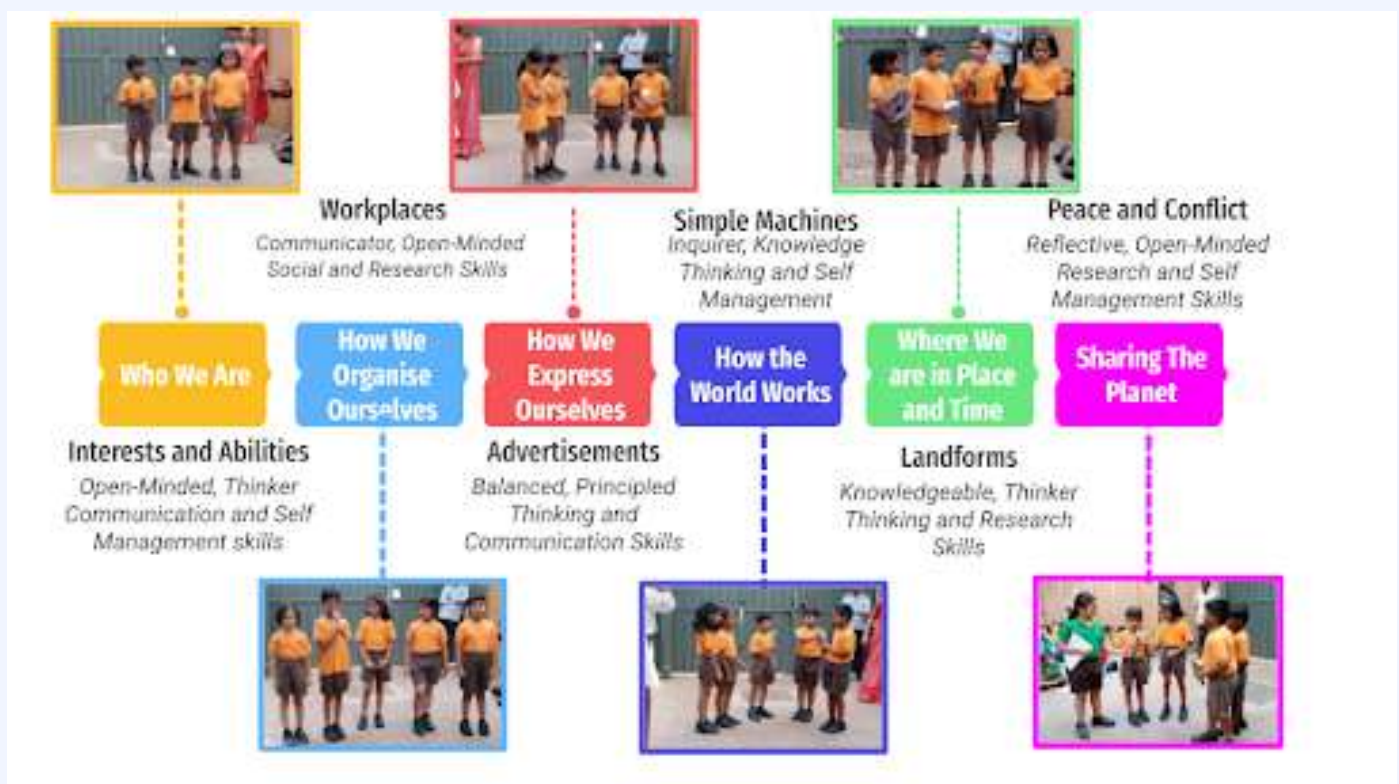 Workplaces
Communicator, Open-Minded
Social and Research Skills
Simple Machines
Inquirer, Knowledge
Thinking and Self
Management
Peace and Conflict
Reflective, Open-Minded
Research and Self
Management Skills
Who We Are
How We
Organise
Ourselves
How We
Express
Ourselves
How the
World Works
Where We
are in Place
and Time
Sharing The
Planet
Interests and Abilities
Open-Minded, Thinker
Communication and Self
Management skills
Advertisements
Balanced, Principled
Thinking and
Communication Skills
Landforms
Knowledgeable, Thinker
Thinking and Research
Skills